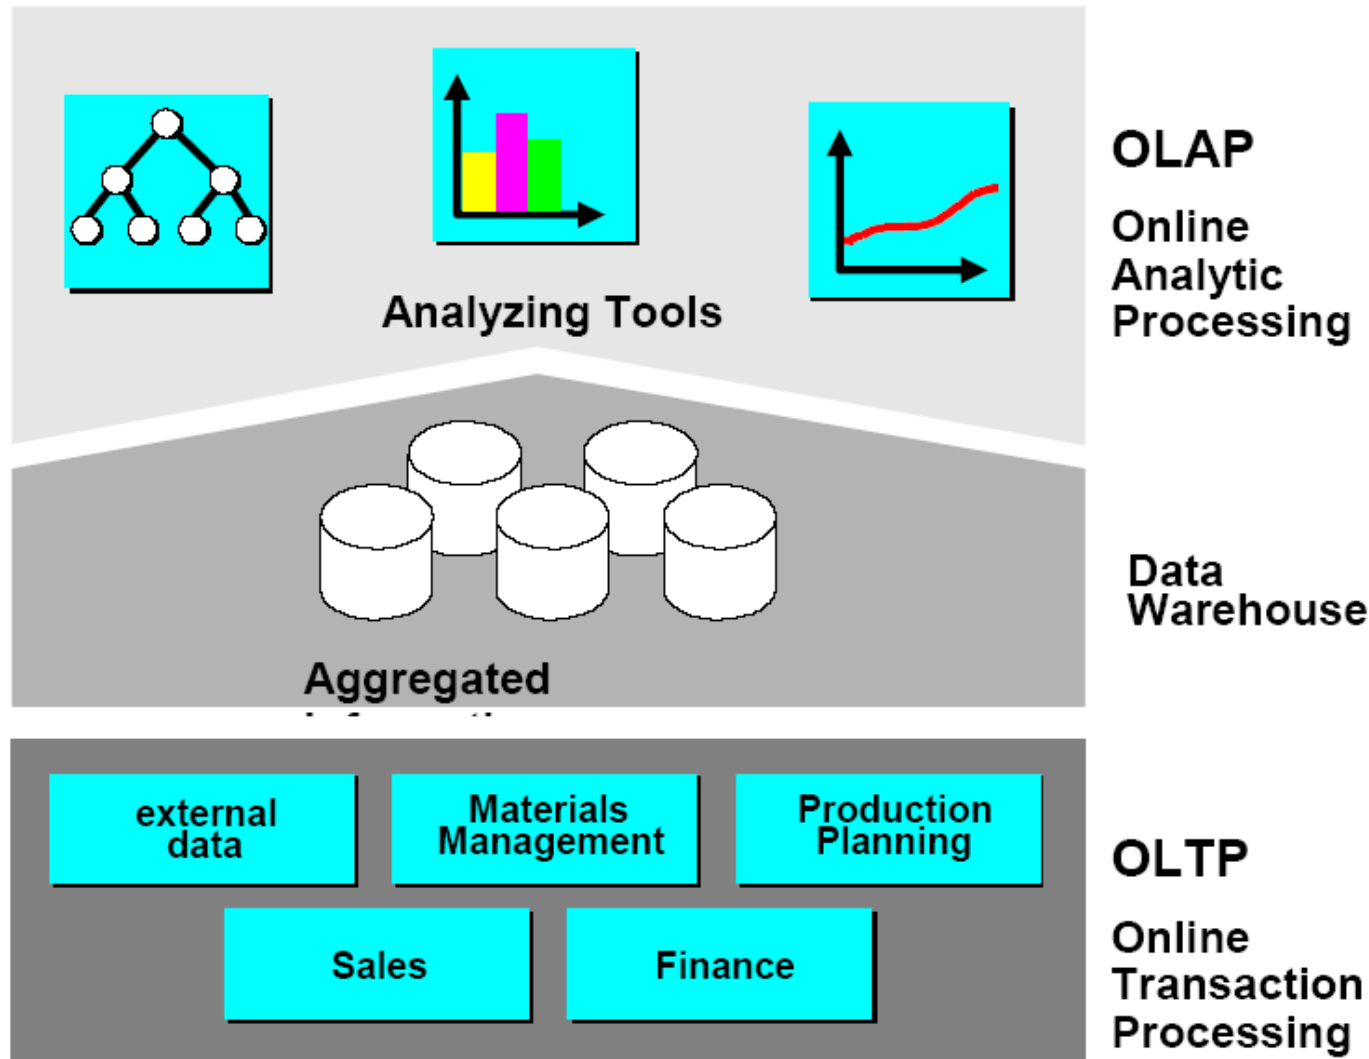 OLAP
Online
Analytic
Processing
Analyzing Tools
Data
Warehouse
Aggregated
external
data
Materials
Management
Production
Planning
Sales
Finance
OLTP
Online
Transaction
Processing